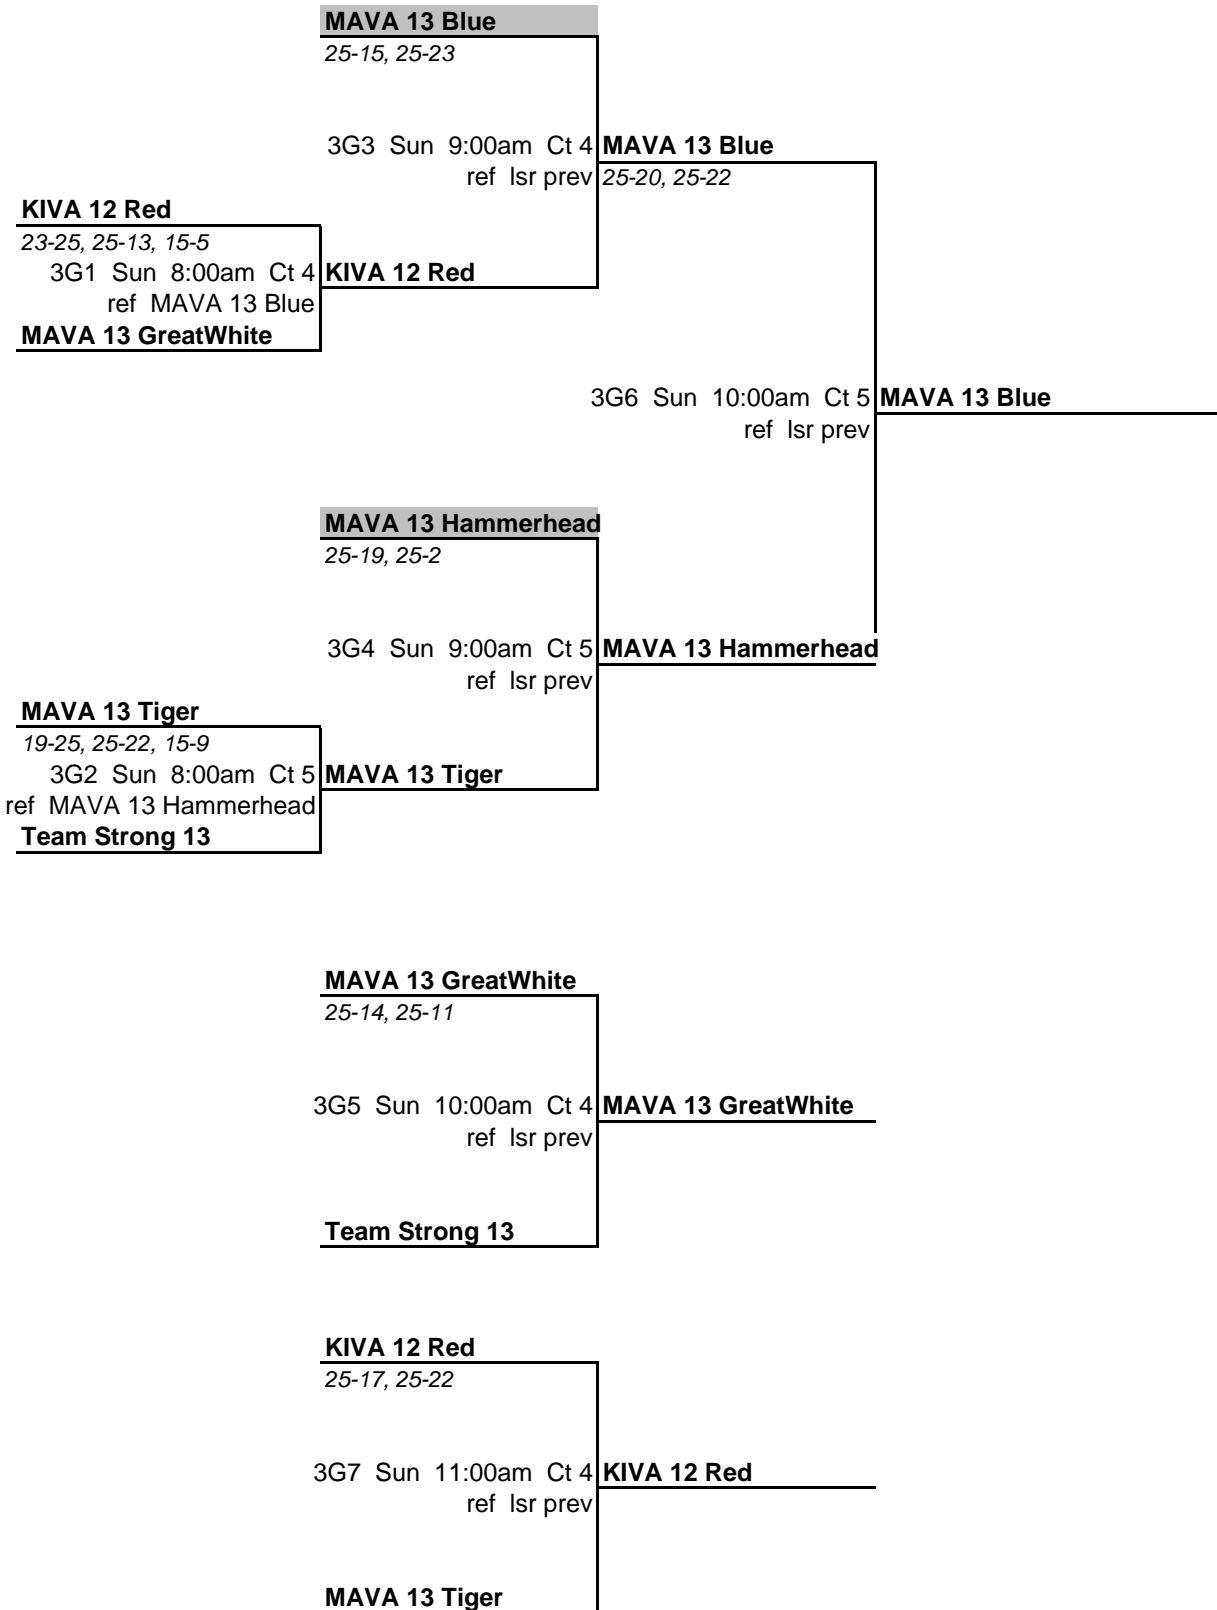 MAVA 13 Blue
25-15, 25-23
3G3 Sun 9:00am Ct 4 MAVA 13 Blue
ref lsr prev 25-20, 25-22
KIVA 12 Red
23-25, 25-13, 15-5
3G1 Sun 8:00am Ct 4 KIVA 12 Red
ref MAVA 13 Blue
MAVA 13 GreatWhite
3G6 Sun 10:00am Ct 5 MAVA 13 Blue
ref lsr prev
MAVA 13 Hammerhead
25-19, 25-2
3G4 Sun 9:00am Ct 5 MAVA 13 Hammerhead
ref lsr prev
MAVA 13 Tiger
19-25, 25-22, 15-9
3G2 Sun 8:00am Ct 5 MAVA 13 Tiger
ref MAVA 13 Hammerhead
Team Strong 13
MAVA 13 GreatWhite
25-14, 25-11
3G5 Sun 10:00am Ct 4 MAVA 13 GreatWhite
ref lsr prev
Team Strong 13
KIVA 12 Red
25-17, 25-22
3G7 Sun 11:00am Ct 4 KIVA 12 Red
ref lsr prev
MAVA 13 Tiger